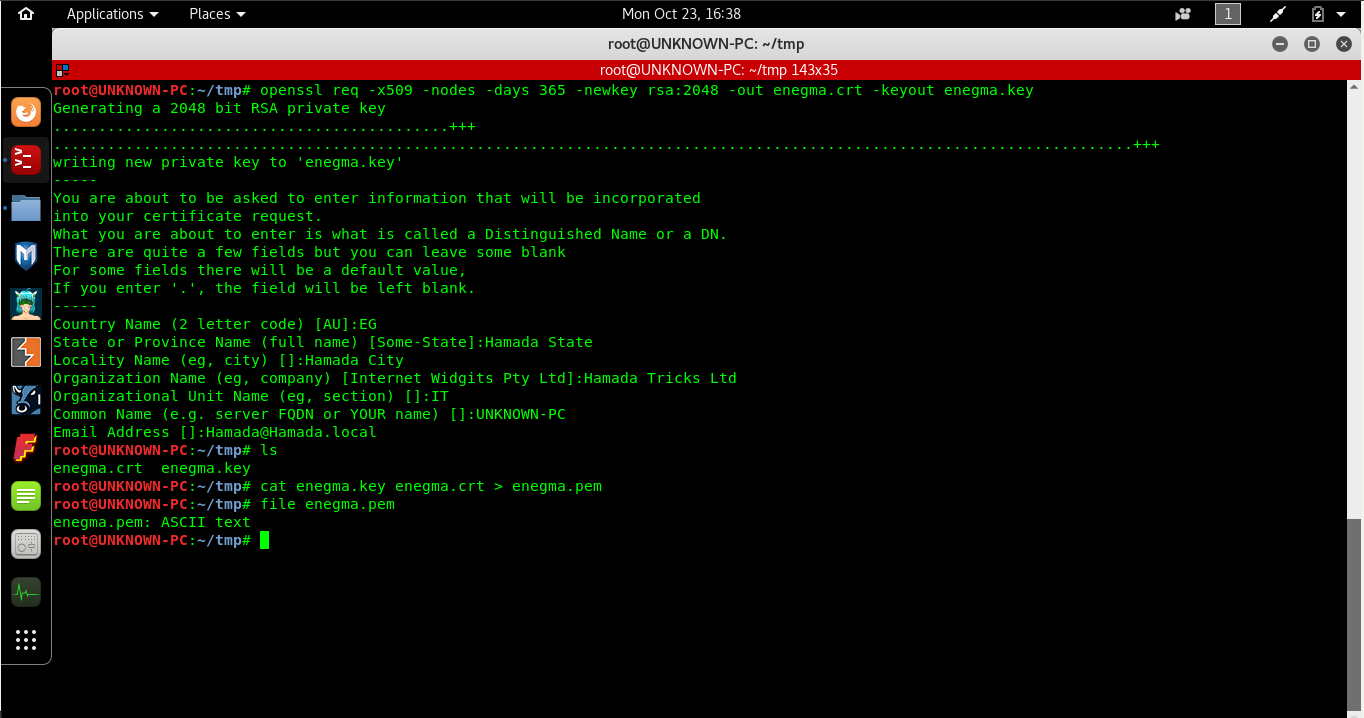 Applications Places Mon Oct 23, 16:38 1
root@UNKNOWN-PC: ~/tmp
root@UNKNOWN-PC: ~/tmp 143x35
root@UNKNOWN-PC:~/tmp# openssl req -x509 -nodes -days 365 -newkey rsa:2048 -out enegma.crt -keyout enegma.key
Generating a 2048 bit RSA private key
............................................+++
........................................................................................................................+++
writing new private key to 'enegma.key'
-----
You are about to be asked to enter information that will be incorporated
into your certificate request.
What you are about to enter is what is called a Distinguished Name or a DN.
There are quite a few fields but you can leave some blank
For some fields there will be a default value,
If you enter '.', the field will be left blank.
-----
Country Name (2 letter code) [AU]:EG
State or Province Name (full name) [Some-State]:Hamada State
Locality Name (eg, city) []:Hamada City
Organization Name (eg, company) [Internet Widgits Pty Ltd]:Hamada Tricks Ltd
Organizational Unit Name (eg, section) []:IT
Common Name (e.g. server FQDN or YOUR name) []:UNKNOWN-PC
Email Address []:Hamada@Hamada.local
root@UNKNOWN-PC:~/tmp# ls
enegma.crt  enegma.key
root@UNKNOWN-PC:~/tmp# cat enegma.key enegma.crt > enegma.pem
root@UNKNOWN-PC:~/tmp# file enegma.pem
enegma.pem: ASCII text
root@UNKNOWN-PC:~/tmp#